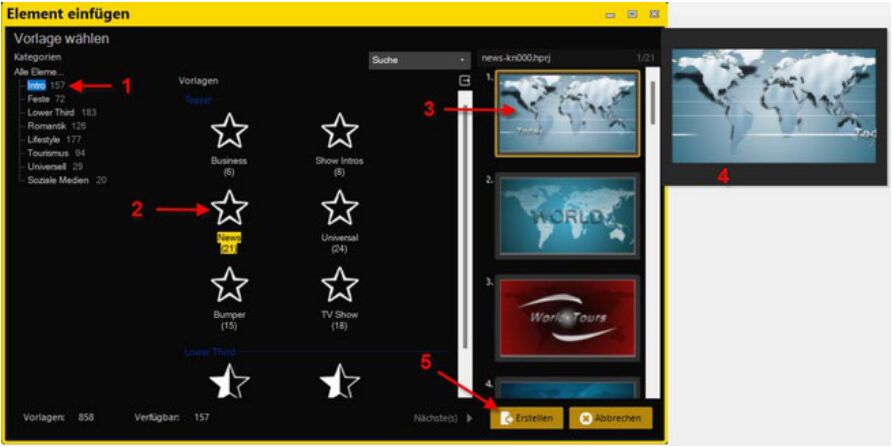 Element einfügen
Vorlage wählen
Kategorien
Alle Eleme...
Intro 157
Feste 72
Lower Third 183
Romantik 126
Lifestyle 177
Tourismus 94
Universell 29
Soziale Medien 20
1
Suche
Vorlagen
Teaser
Business
(6)
Show Intros
(8)
2
News
(21)
Universal
(24)
Bumper
(15)
TV Show
(18)
Lower Third
news-kn000.hprj 1/21
1.
3
Today
2.
WORLD
3.
World-Tours
4.
4
Tod
5
Vorlagen: 858
Verfügbar: 157
Nächste(s)
Erstellen
Abbrechen